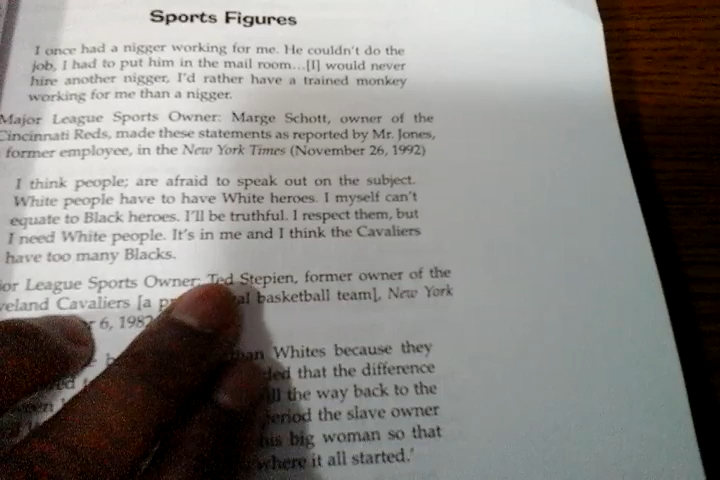 Sports Figures
I once had a nigger working for me. He couldn't do the
job, I had to put him in the mail room...[I] would never
hire another nigger, I'd rather have a trained monkey
working for me than a nigger.
Major League Sports Owner: Marge Schott, owner of the
Cincinnati Reds, made these statements as reported by Mr. Jones,
former employee, in the New York Times (November 26, 1992)
I think people; are afraid to speak out on the subject.
White people have to have White heroes. I myself can't
equate to Black heroes. I'll be truthful. I respect them, but
I need White people. It's in me and I think the Cavaliers
have too many Blacks.
League Sports Owner: Ted Stepien, former owner of the
Cavaliers [a basketball team], New York
6, 1982
than Whites because they
that the difference
all the way back to the
period the slave owner
his big woman so that
where it all started.'